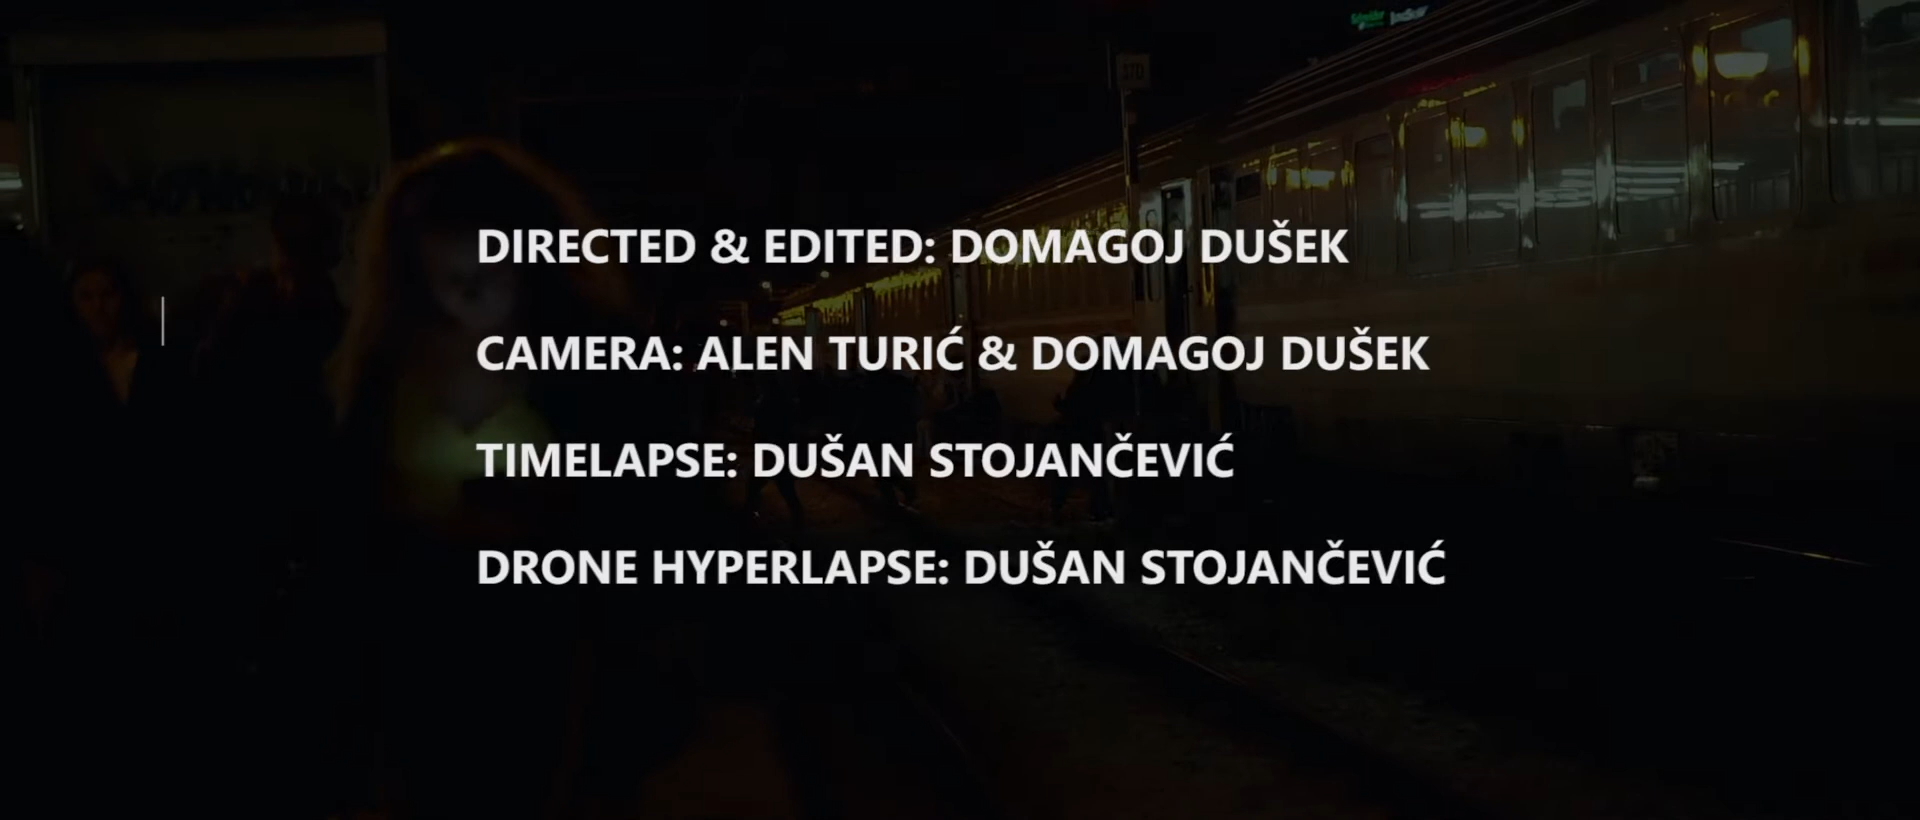 DIRECTED & EDITED: DOMAGOJ DUŠEK
CAMERA: ALEN TURIĆ & DOMAGOJ DUŠEK
TIMELAPSE: DUŠAN STOJANČEVIĆ
DRONE HYPERLAPSE: DUŠAN STOJANČEVIĆ